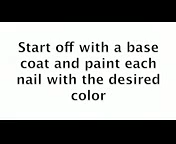 Start off with a base
coat and paint each
nail with the desired
color